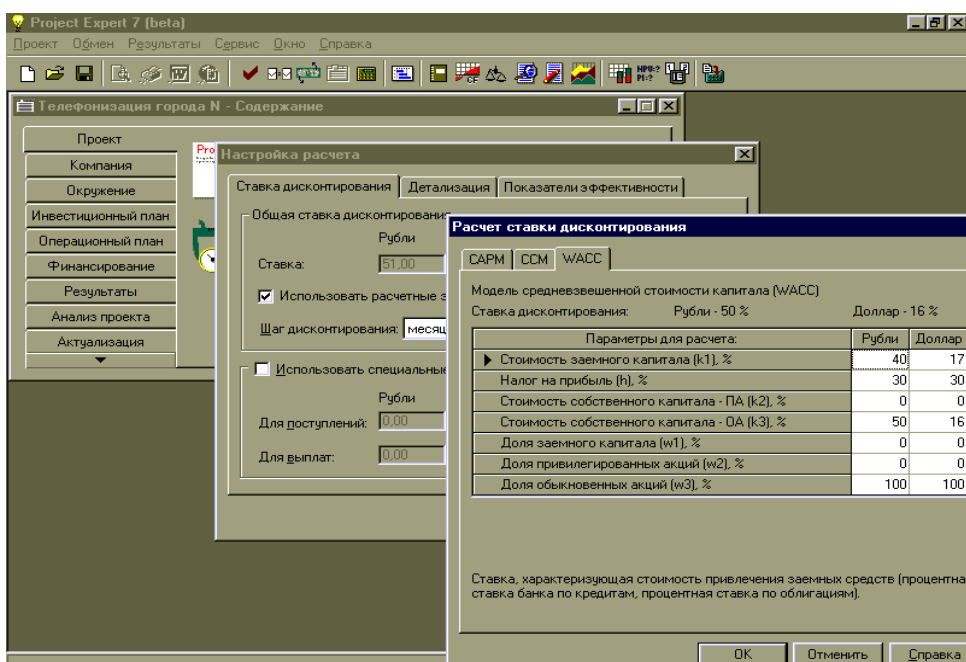 Project Expert 7 (beta)
Проект Обмен Результаты Сервис Окно Справка
Телефонизация города N - Содержание
Проект
Компания
Окружение
Инвестиционный план
Операционный план
Финансирование
Результаты
Анализ проекта
Актуализация
Pro
Настройка расчета
Ставка дисконтирования Детализация Показатели эффективности
Общая ставка дисконтирования
Рубли
Ставка: 51,00
Использовать расчетные з
Шаг дисконтирования: месяц
Использовать специальные
Рубли
Для поступлений: 0,00
Для выплат: 0,00
Расчет ставки дисконтирования
CAPM CCM WACC
Модель средневзвешенной стоимости капитала (WACC)
Ставка дисконтирования: Рубли - 50 % Доллар - 16 %
Параметры для расчета: Рубли Доллар
Стоимость заемного капитала (k1), % 40 17
Налог на прибыль (h), % 30 30
Стоимость собственного капитала - ПА (k2), % 0 0
Стоимость собственного капитала - ОА (k3), % 50 16
Доля заемного капитала (w1), % 0 0
Доля привилегированных акций (w2), % 0 0
Доля обыкновенных акций (w3), % 100 100
Ставка, характеризующая стоимость привлечения заемных средств (процентна
ставка банка по кредитам, процентная ставка по облигациям).
OK Отменить Справка